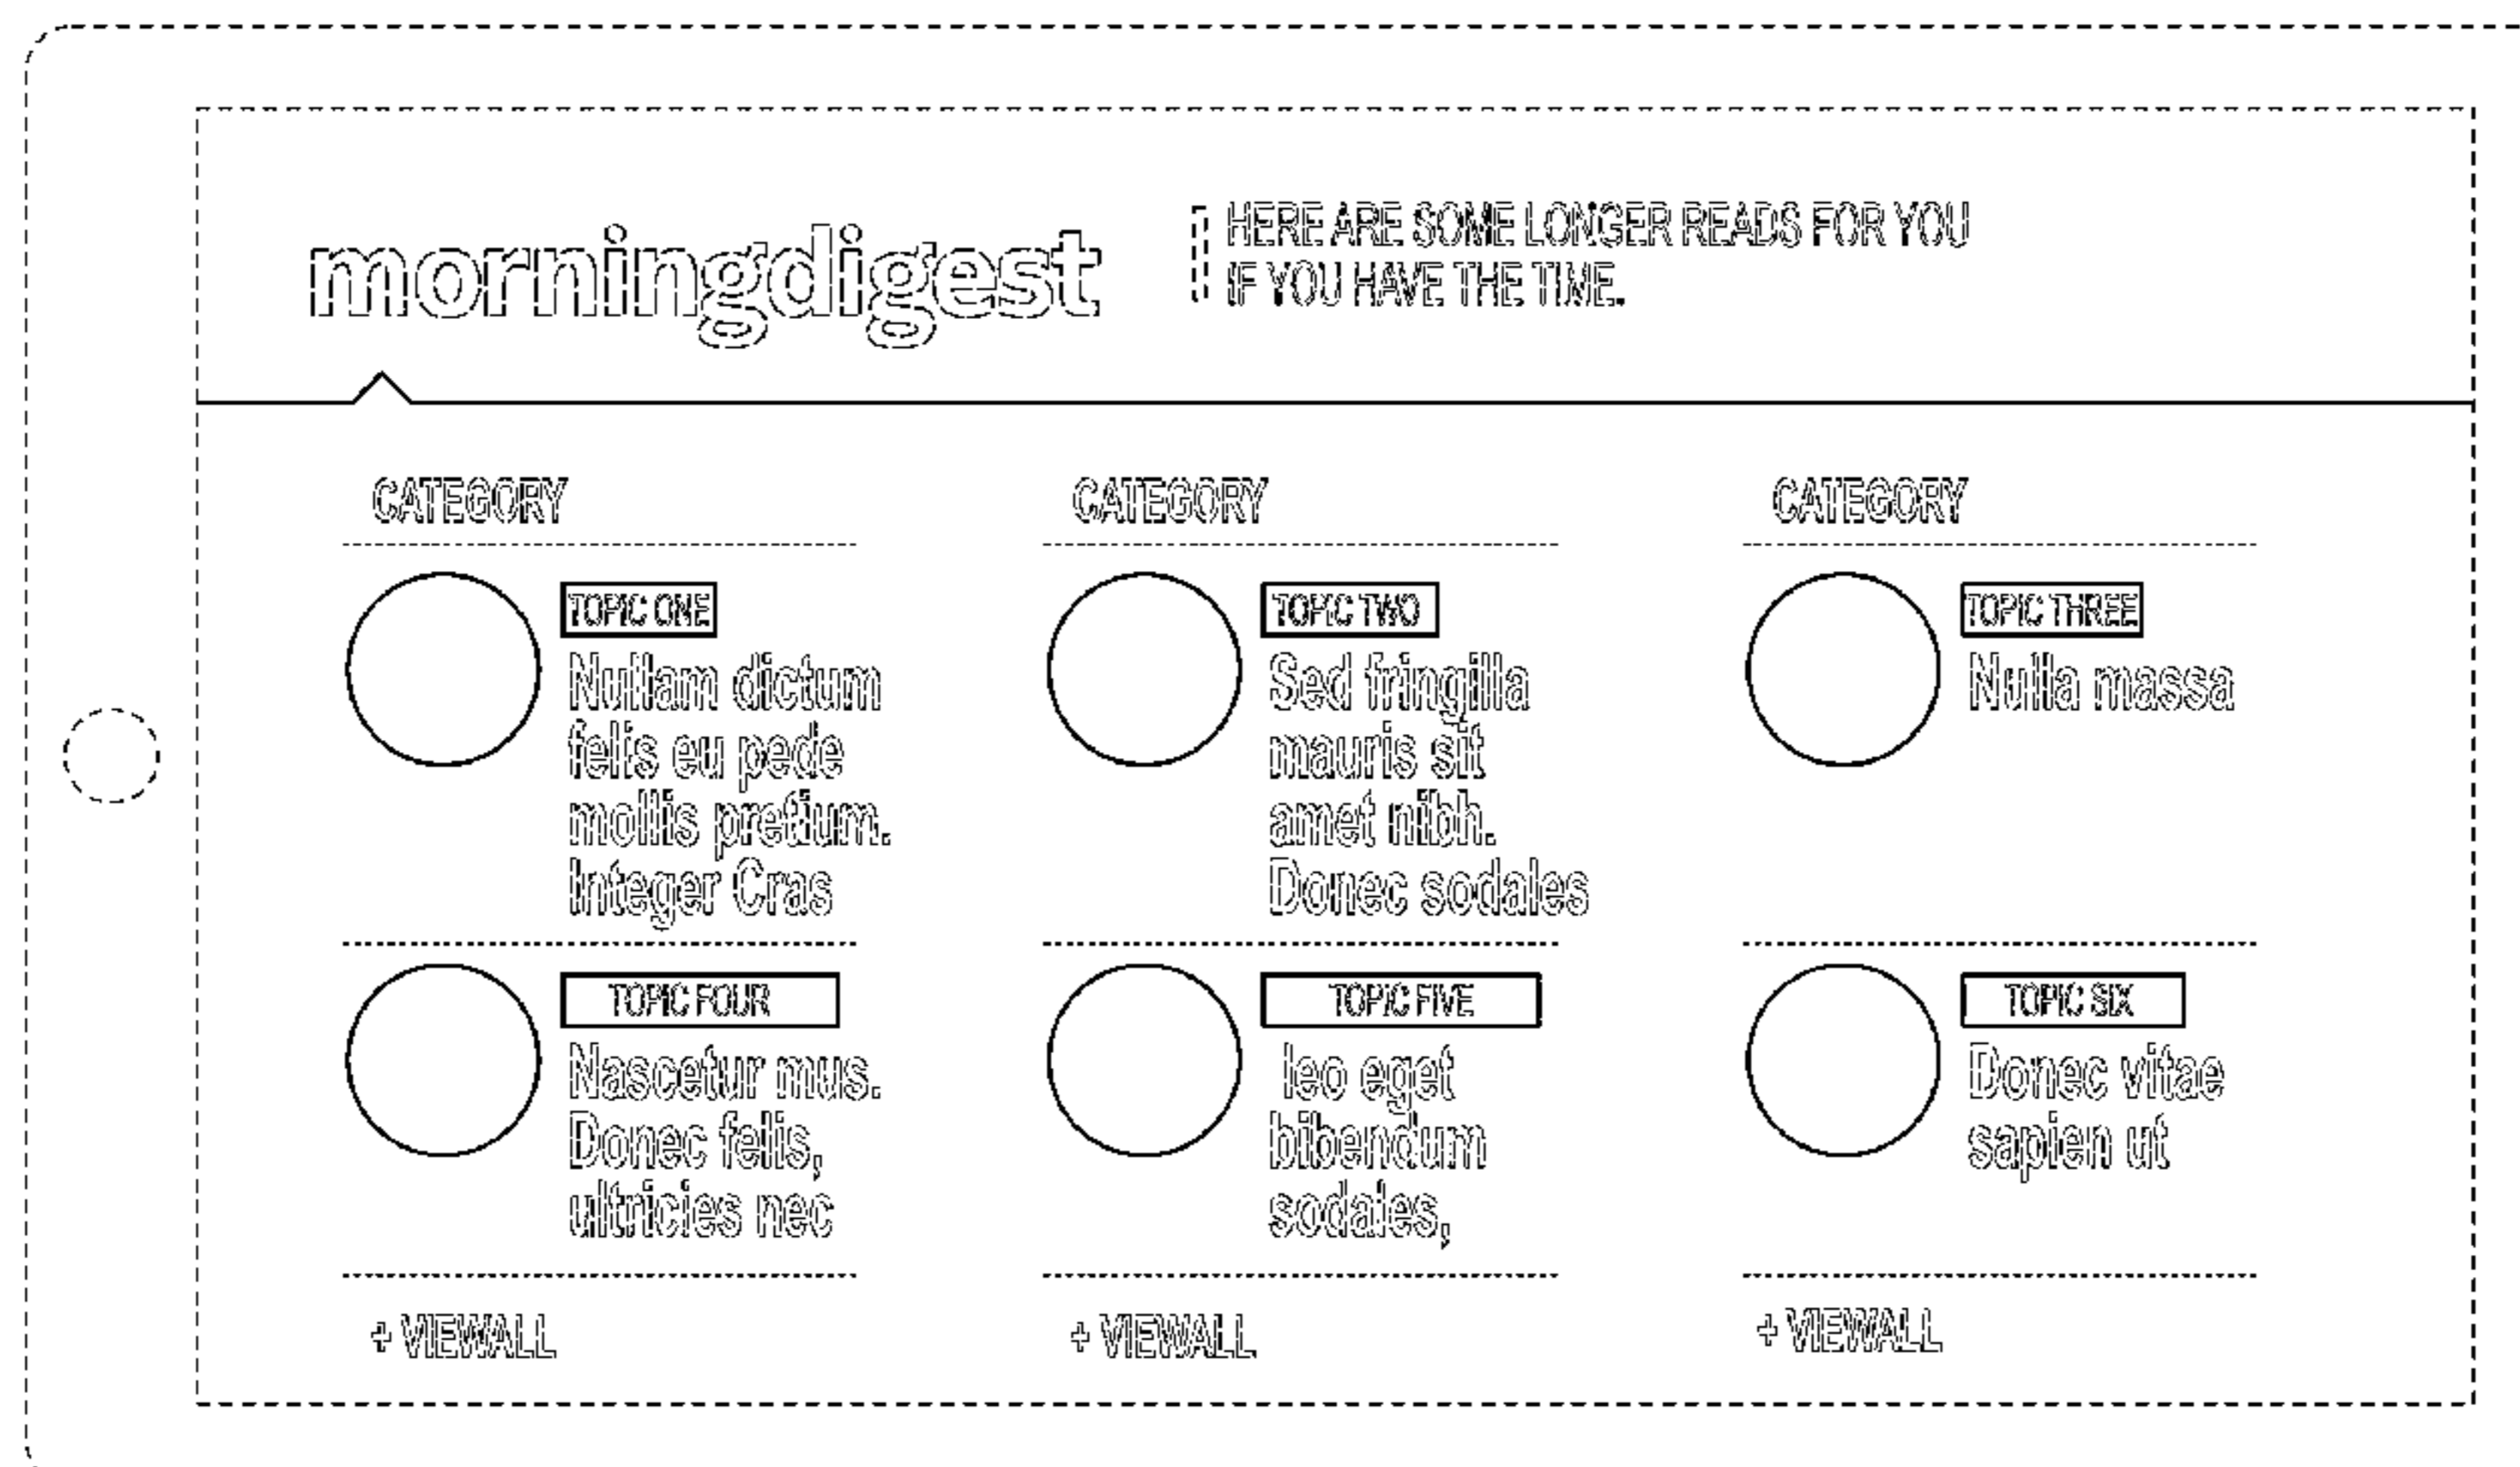 morningdigest
HERE ARE SOME LONGER READS FOR YOU
IF YOU HAVE THE TIME.
CATEGORY
TOPIC ONE
Nullam dictum
felis eu pede
mollis pretium.
Integer Cras
TOPIC FOUR
Nascetur mus.
Donec felis,
ultricies nec
+ VIEWALL
CATEGORY
TOPIC TWO
Sed fringilla
mauris sit
amet nibh.
Donec sodales
TOPIC FIVE
leo eget
bibendum
sodales,
+ VIEWALL
CATEGORY
TOPIC THREE
Nulla massa
TOPIC SIX
Donec vitae
sapien ut
+ VIEWALL